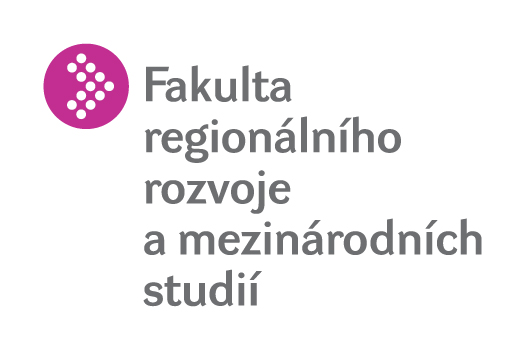 Fakulta
regionálního
rozvoje
a mezinárodních
studií